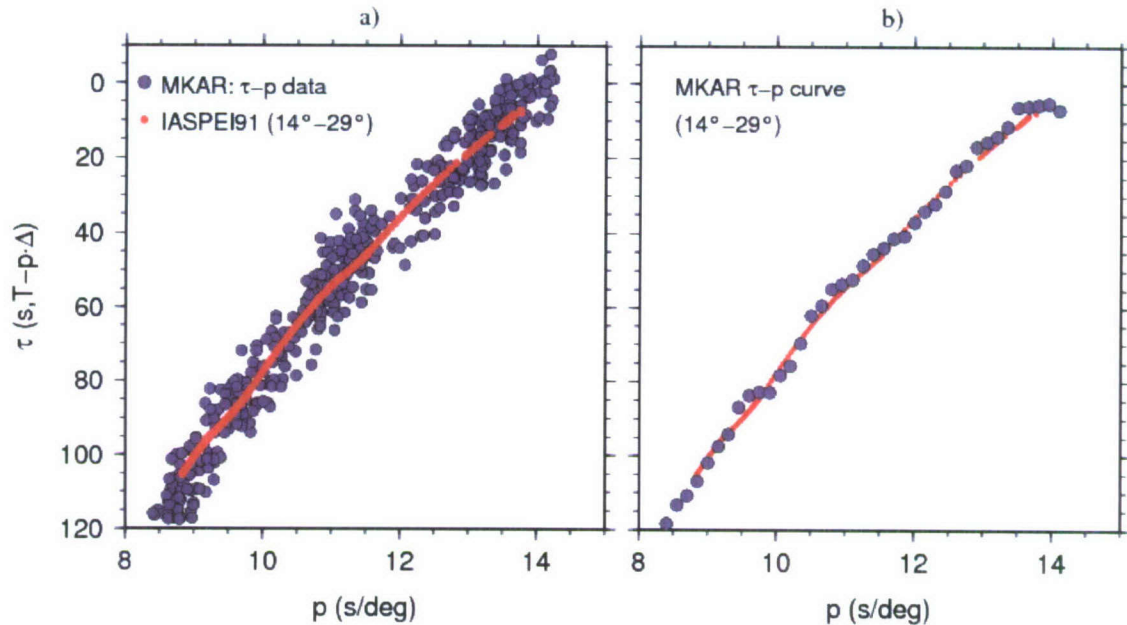 a)
b)
MKAR: τ−p data
IASPEI91 (14°−29°)
MKAR τ−p curve
(14°−29°)
0
20
40
60
80
100
120
τ (s,T−p·Δ)
8
10
12
14
8
10
12
14
p (s/deg)
p (s/deg)